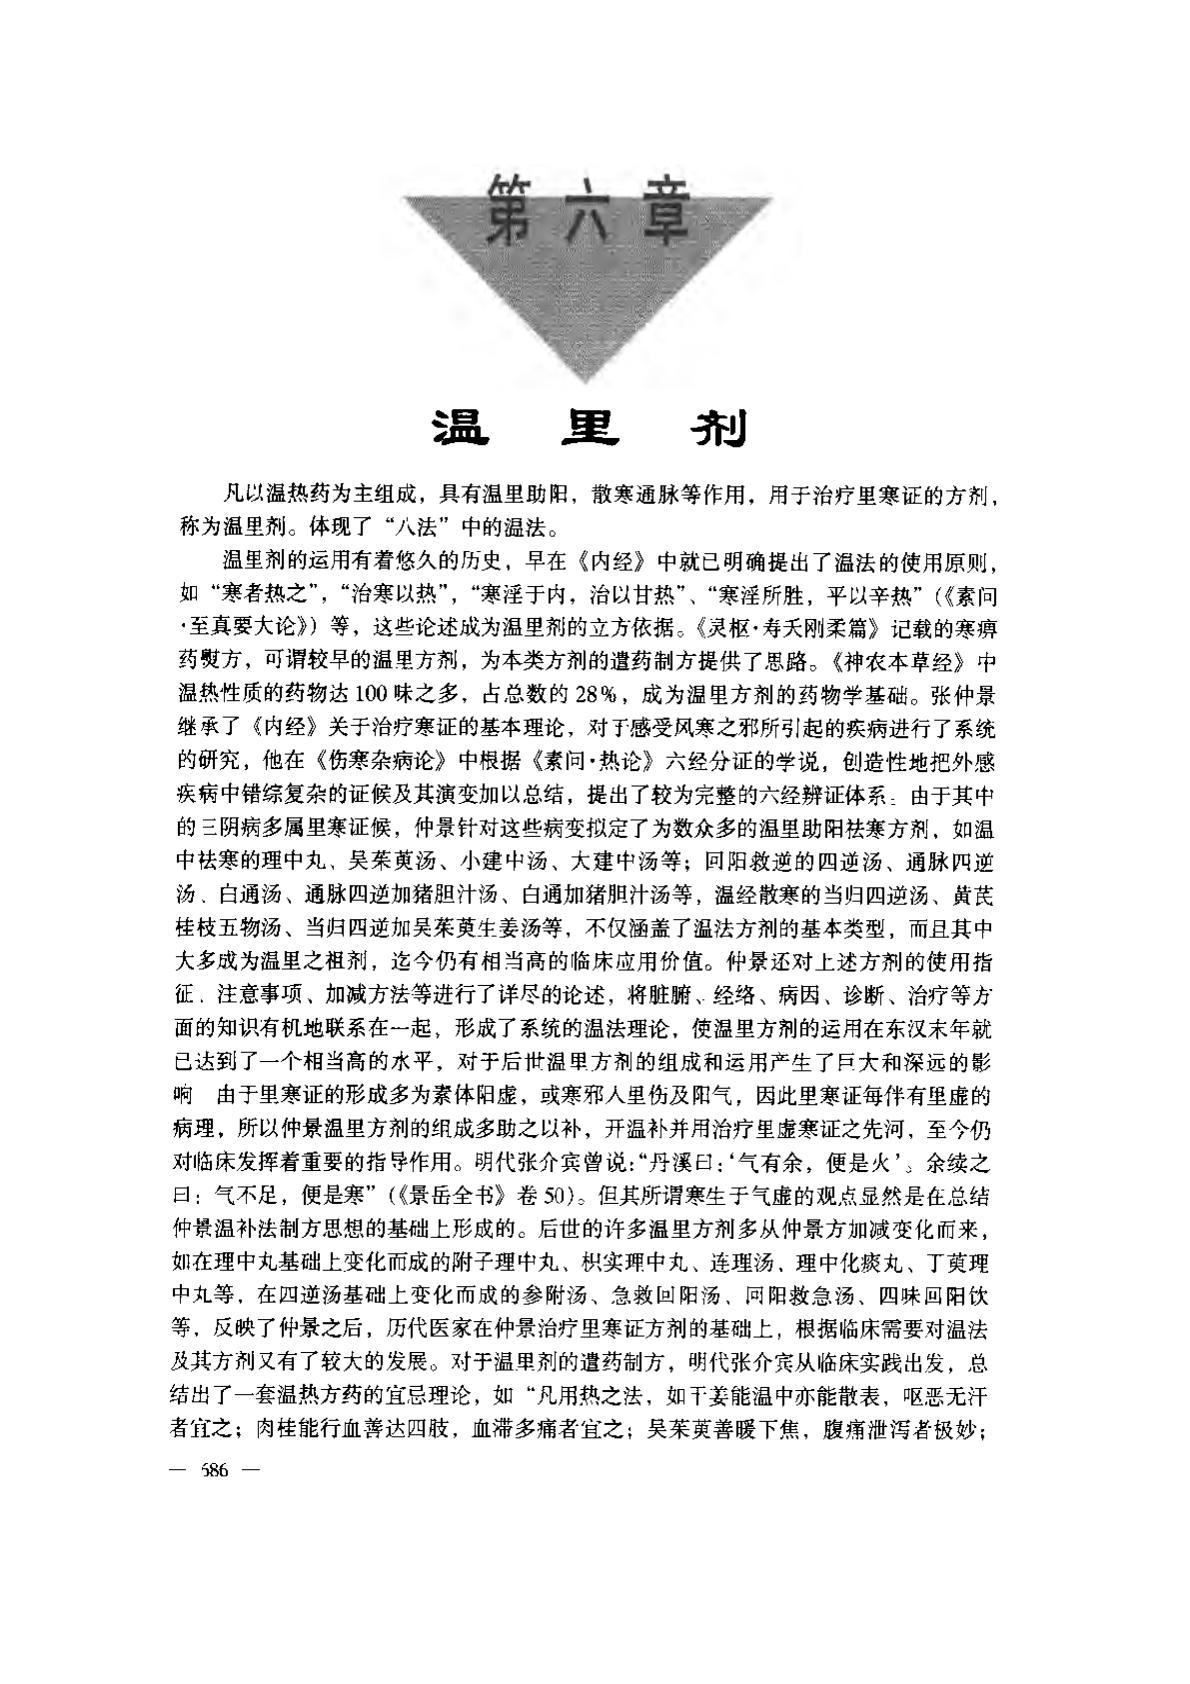 第六章
温里剂
凡以温热药为主组成，具有温里助阳，散寒通脉等作用，用于治疗里寒证的方剂，
称为温里剂。体现了“八法”中的温法。
温里剂的运用有着悠久的历史，早在《内经》中就已明确提出了温法的使用原则，
如“寒者热之”，“治寒以热”，“寒淫于内，治以甘热”、“寒淫所胜，平以辛热”（《素问
·至真要大论》）等，这些论述成为温里剂的立方依据。《灵枢·寿夭刚柔篇》记载的寒痹
药熨方，可谓较早的温里方剂，为本类方剂的遣药制方提供了思路。《神农本草经》中
温热性质的药物达100味之多，占总数的28%，成为温里方剂的药物学基础。张仲景
继承了《内经》关于治疗寒证的基本理论，对于感受风寒之邪所引起的疾病进行了系统
的研究，他在《伤寒杂病论》中根据《素问·热论》六经分证的学说，创造性地把外感
疾病中错综复杂的证候及其演变加以总结，提出了较为完整的六经辨证体系。由于其中
的三阴病多属里寒证候，仲景针对这些病变拟定了为数众多的温里助阳祛寒方剂，如温
中祛寒的理中丸、吴茱萸汤、小建中汤、大建中汤等；回阳救逆的四逆汤、通脉四逆
汤、白通汤、通脉四逆加猪胆汁汤、白通加猪胆汁汤等，温经散寒的当归四逆汤、黄芪
桂枝五物汤、当归四逆加吴茱萸生姜汤等，不仅涵盖了温法方剂的基本类型，而且其中
大多成为温里之祖剂，迄今仍有相当高的临床应用价值。仲景还对上述方剂的使用指
征、注意事项、加减方法等进行了详尽的论述，将脏腑、经络、病因、诊断、治疗等方
面的知识有机地联系在一起，形成了系统的温法理论，使温里方剂的运用在东汉末年就
已达到了一个相当高的水平，对于后世温里方剂的组成和运用产生了巨大和深远的影
响　由于里寒证的形成多为素体阳虚，或寒邪入里伤及阳气，因此里寒证每伴有里虚的
病理，所以仲景温里方剂的组成多助之以补，开温补并用治疗里虚寒证之先河，至今仍
对临床发挥着重要的指导作用。明代张介宾曾说：“丹溪曰：‘气有余，便是火’。余续之
曰：气不足，便是寒”（《景岳全书》卷50）。但其所谓寒生于气虚的观点显然是在总结
仲景温补法制方思想的基础上形成的。后世的许多温里方剂多从仲景方加减变化而来，
如在理中丸基础上变化而成的附子理中丸、枳实理中丸、连理汤、理中化痰丸、丁萸理
中丸等，在四逆汤基础上变化而成的参附汤、急救回阳汤、回阳救急汤、四味回阳饮
等，反映了仲景之后，历代医家在仲景治疗里寒证方剂的基础上，根据临床需要对温法
及其方剂又有了较大的发展。对于温里剂的遣药制方，明代张介宾从临床实践出发，总
结出了一套温热方药的宜忌理论，如“凡用热之法，如干姜能温中亦能散表，呕恶无汗
者宜之；肉桂能行血善达四肢，血滞多痛者宜之；吴茱萸善暖下焦，腹痛泄泻者极妙；
— 686 —